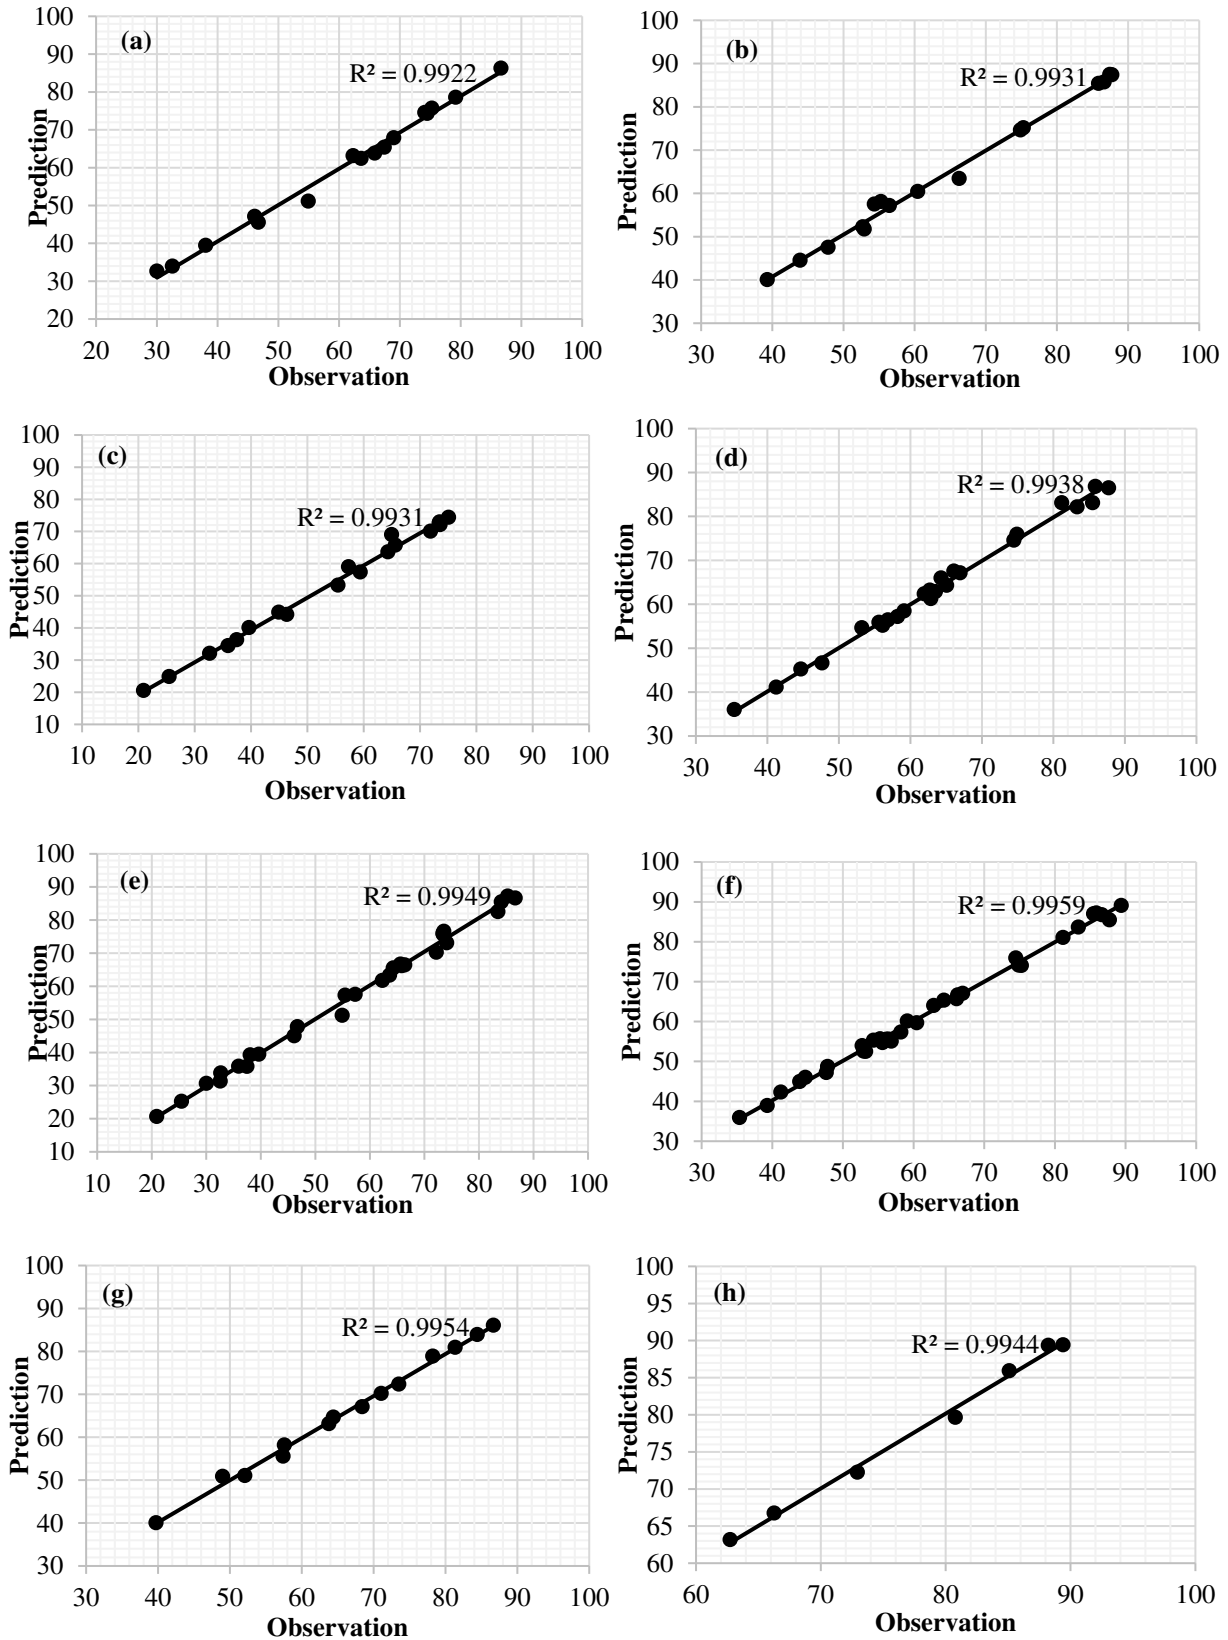 (a)
R² = 0.9922
Prediction
100
90
80
70
60
50
40
30
20
20 30 40 50 60 70 80 90 100
Observation
(b)
R² = 0.9931
Prediction
100
90
80
70
60
50
40
30
30 40 50 60 70 80 90 100
Observation
(c)
R² = 0.9931
Prediction
100
90
80
70
60
50
40
30
20
10
10 20 30 40 50 60 70 80 90 100
Observation
(d)
R² = 0.9938
Prediction
100
90
80
70
60
50
40
30
30 40 50 60 70 80 90 100
Observation
(e)
R² = 0.9949
Prediction
100
90
80
70
60
50
40
30
20
10
10 20 30 40 50 60 70 80 90 100
Observation
(f)
R² = 0.9959
Prediction
100
90
80
70
60
50
40
30
30 40 50 60 70 80 90 100
Observation
(g)
R² = 0.9954
Prediction
100
90
80
70
60
50
40
30
30 40 50 60 70 80 90 100
Observation
(h)
R² = 0.9944
Prediction
100
95
90
85
80
75
70
65
60
60 70 80 90 100
Observation